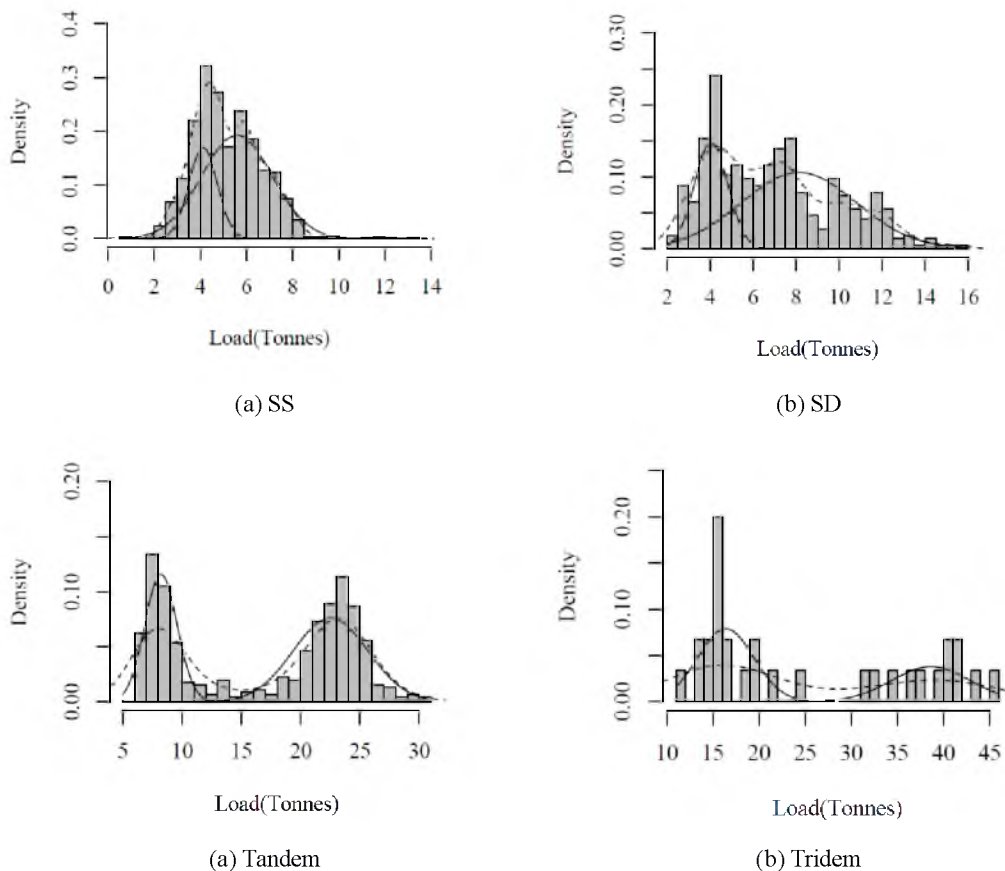 0.4
0.3
0.2
0.1
0.0
Density
0 2 4 6 8 10 12 14
Load(Tonnes)
(a) SS
0.30
0.20
0.10
0.00
Density
2 4 6 8 10 12 14 16
Load(Tonnes)
(b) SD
0.20
0.10
0.00
Density
5 10 15 20 25 30
Load(Tonnes)
(a) Tandem
0.20
0.10
0.00
Density
10 15 20 25 30 35 40 45
Load(Tonnes)
(b) Tridem